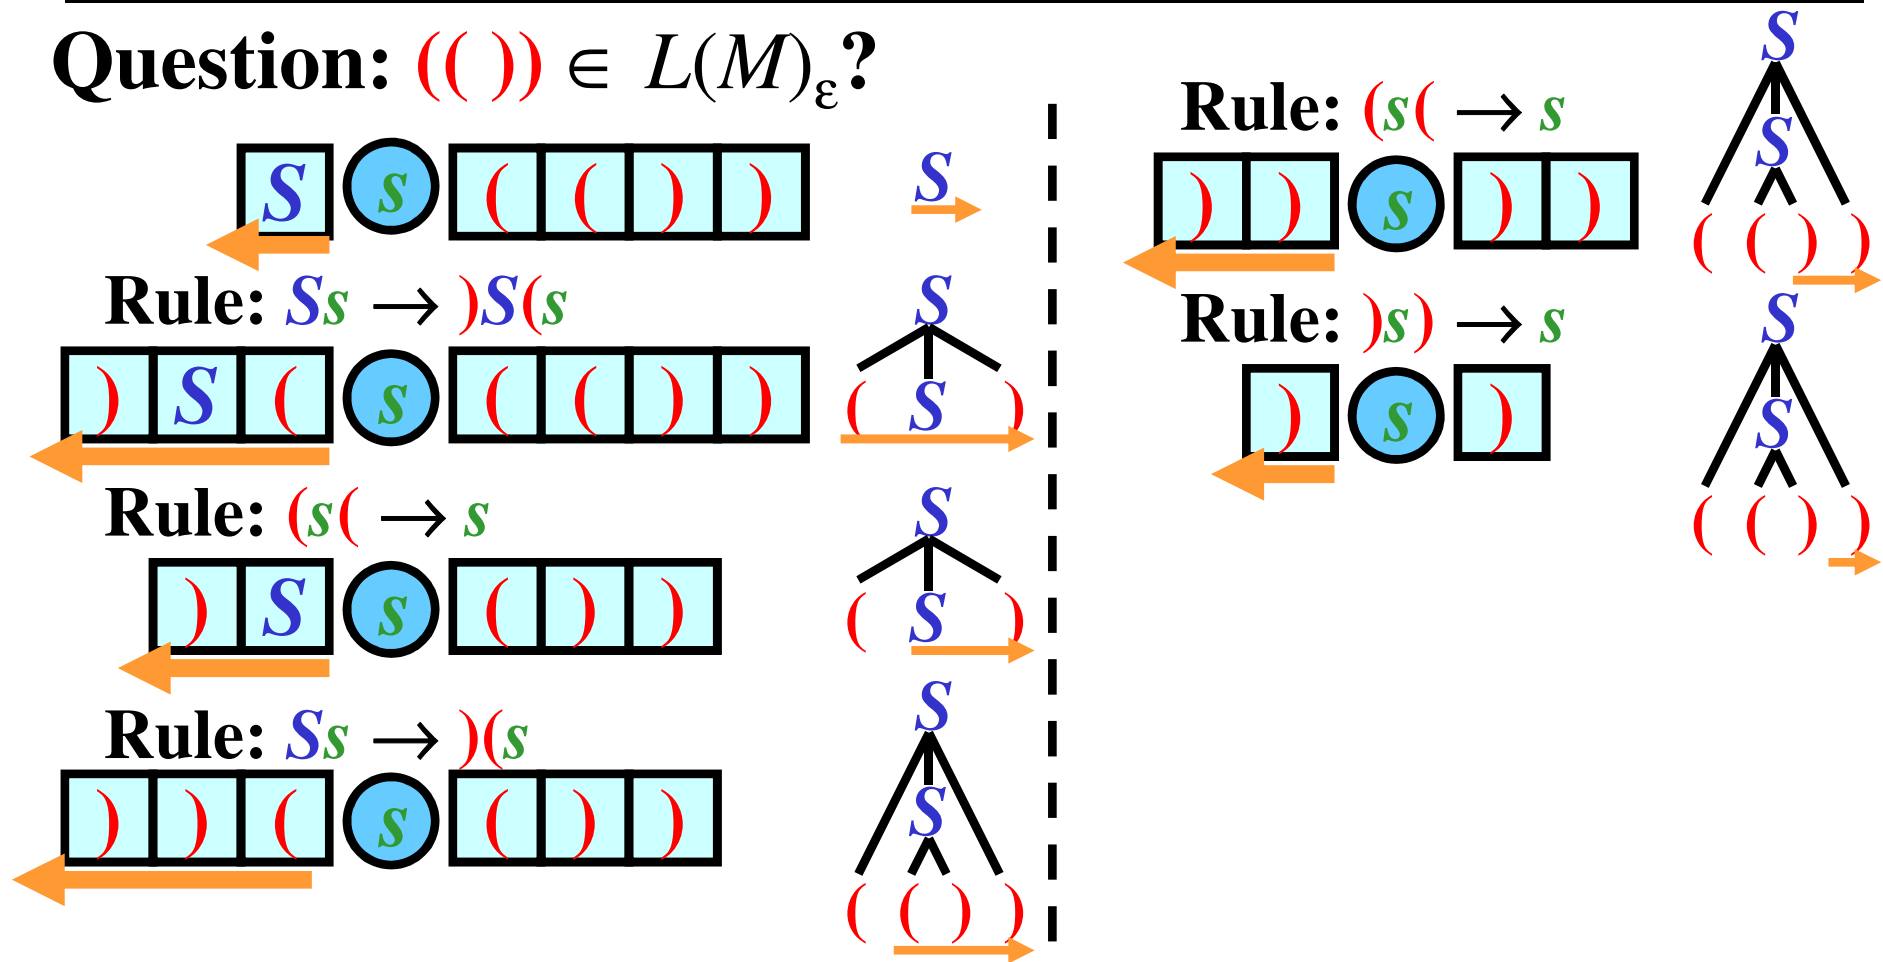 Question: (( )) ∈ L(M)ε?
S s ( ( ) ) S
Rule: Ss → )S(s S
) S ( s ( ( ) ) ( S )
Rule: (s( → s S
) S s ( ) ) ( S )
Rule: Ss → )(s S
) ) ( s ( ) ) S
( ( ) )
S
Rule: (s( → s S
) ) s ) ) ( ( ) )
Rule: )s) → s S
) s ) S
( ( ) )